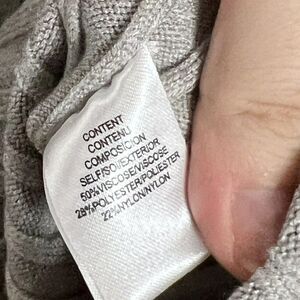 CONTENT
CONTENU
COMPOSICION
SELF/SOI/EXTERIOR
50%VISCOSE/VISCOSE
28%POLYESTER/POLIESTER
22%NYLON/NYLON